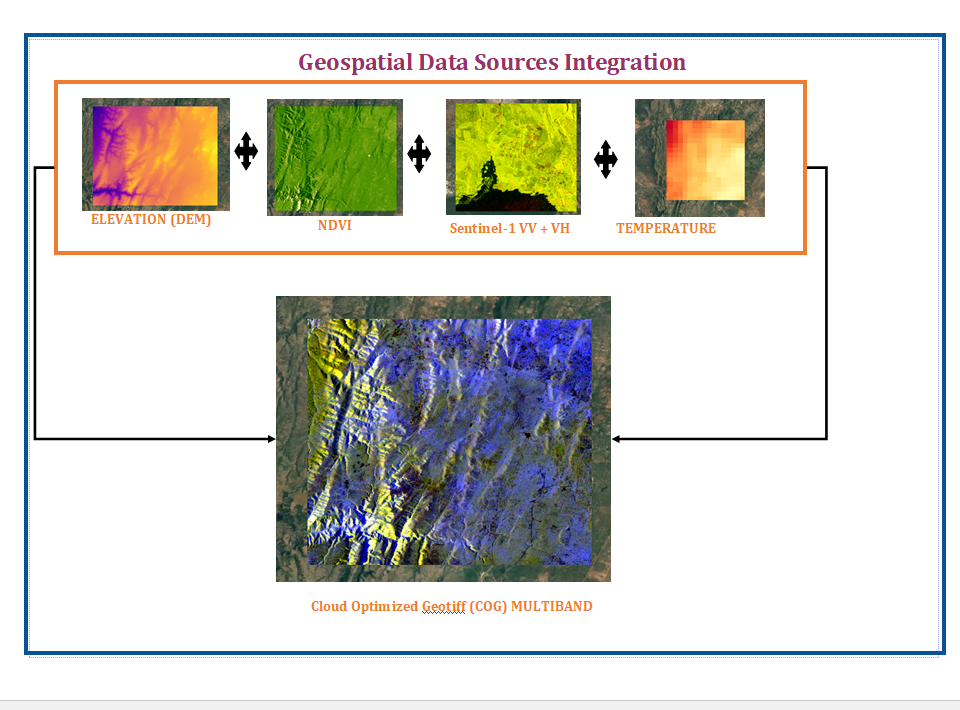 Geospatial Data Sources Integration
ELEVATION (DEM)
NDVI
Sentinel-1 VV + VH
TEMPERATURE
Cloud Optimized Geotiff (COG) MULTIBAND